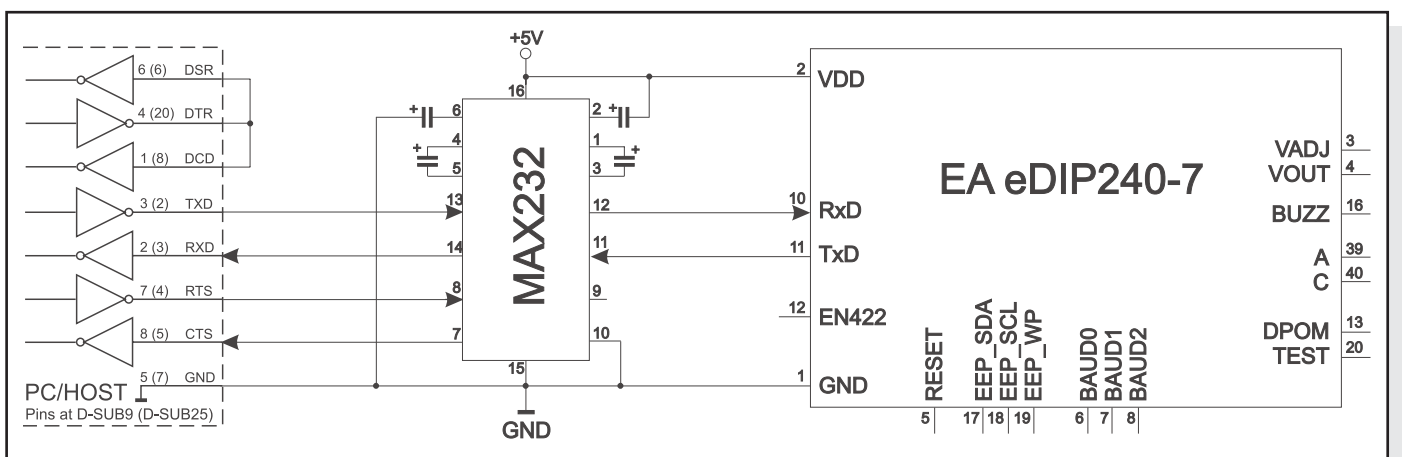 +5V
6 (6) DSR
4 (20) DTR
1 (8) DCD
3 (2) TXD
2 (3) RXD
7 (4) RTS
8 (5) CTS
5 (7) GND
PC/HOST
Pins at D-SUB9 (D-SUB25)
16
+ 6
4
+
5
13
14
8
7
15
MAX232
2 +
1
+
3
12
11
9
10
GND
EA eDIP240-7
2 VDD
10 RxD
11 TxD
12 EN422
1 GND
RESET
5
EEP_SDA
17
EEP_SCL
18
EEP_WP
19
BAUD0
6
BAUD1
7
BAUD2
8
VADJ 3
VOUT 4
BUZZ 16
A 39
C 40
DPOM 13
TEST 20